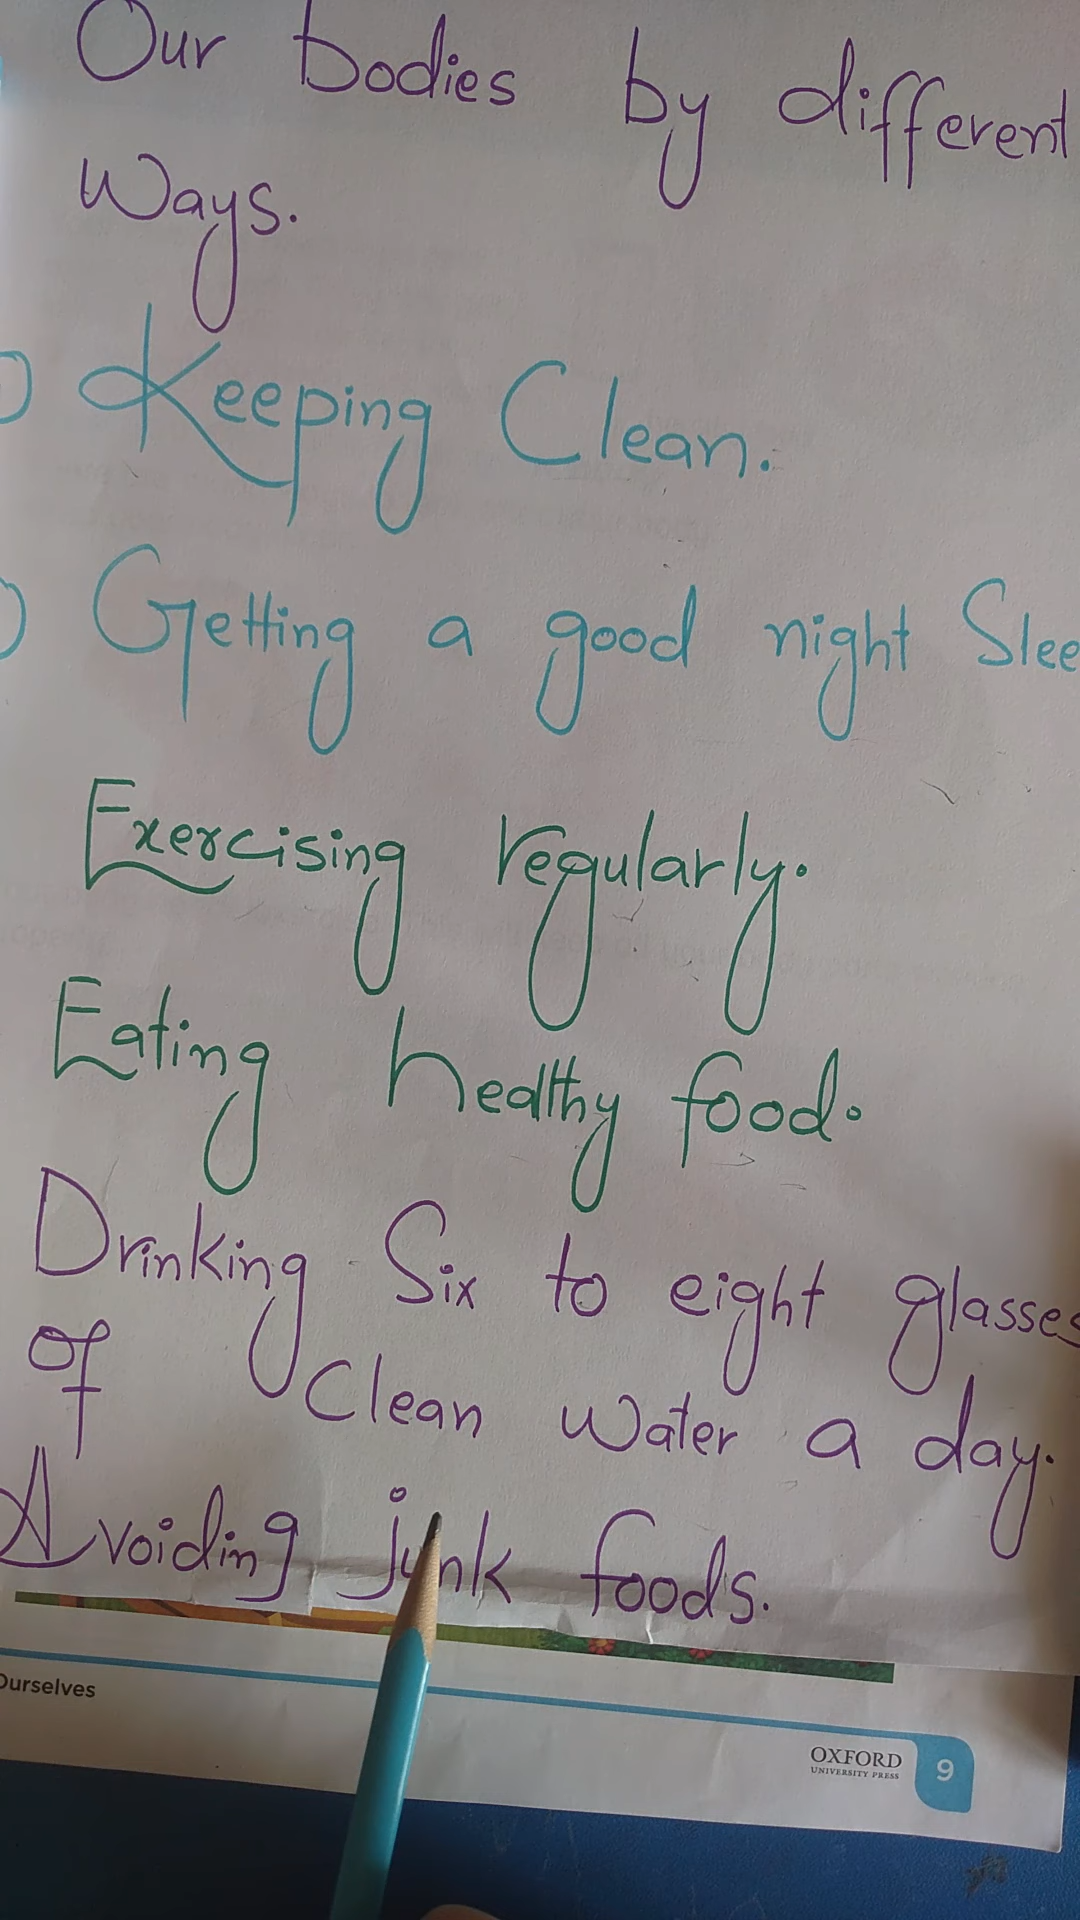 Our bodies by different
Ways.
Keeping Clean.
Getting a good night Slee
Exercising regularly.
Eating healthy food.
Drinking Six to eight glasses
of Clean water a day.
Avoiding junk foods.
Ourselves
OXFORD
UNIVERSITY PRESS
9